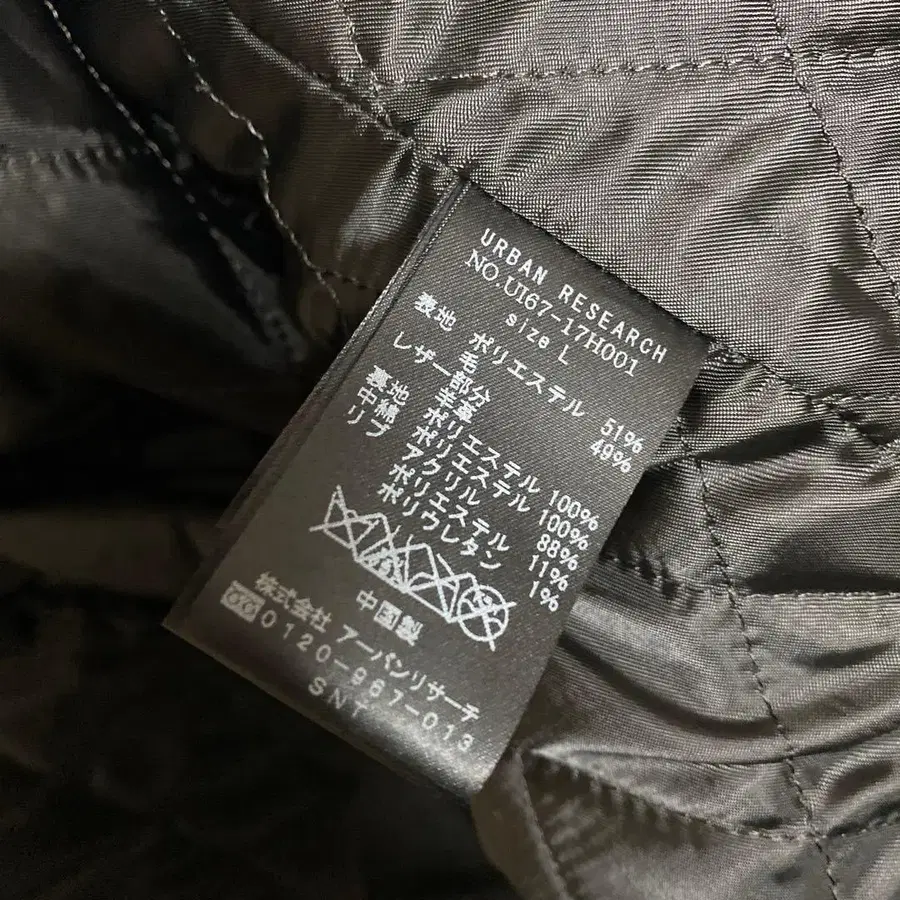 URBAN RESEARCH
NO.UI67-17H001
size L
表地 ポリエステル 51%
毛 49%
レザー部分 羊革
裏地 ポリエステル 100%
中綿 ポリエステル 100%
リブ アクリル 88%
ポリエステル 11%
ポリウレタン 1%
中国製
株式会社 アーバンリサーチ
0120-967-013
SNT